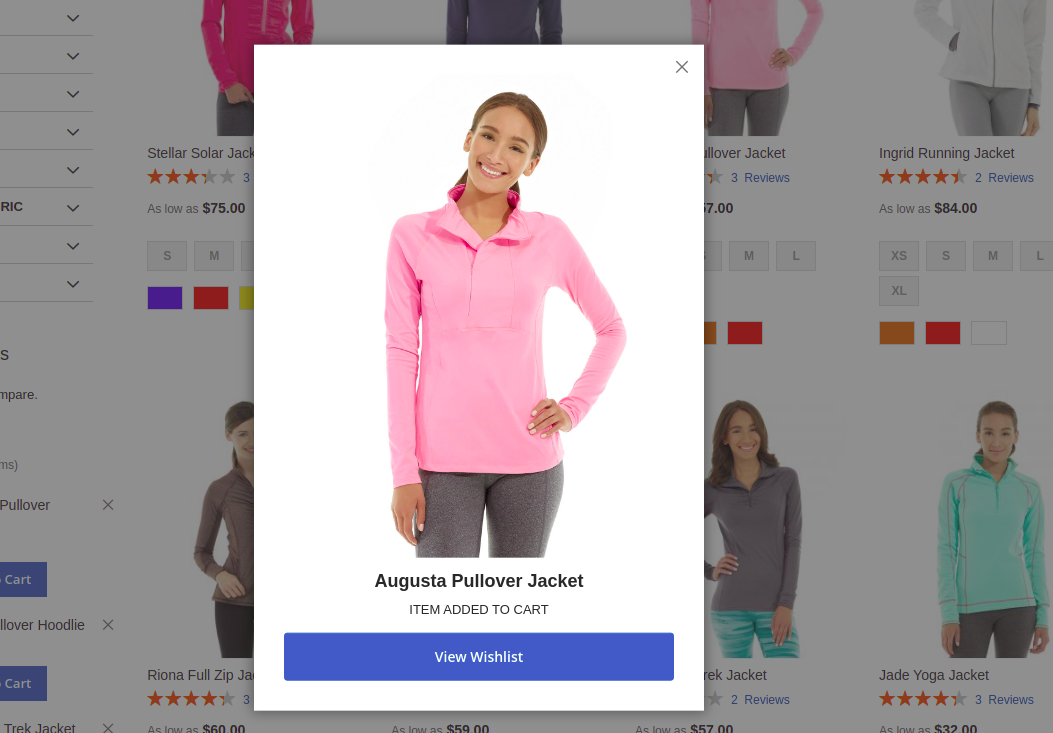 Stellar Solar Jack
3
As low as $75.00
S M
ullover Jacket
3 Reviews
57.00
M L
Ingrid Running Jacket
2 Reviews
As low as $84.00
XS S M L
XL
RIC
S
mpare.
ms)
Pullover
Cart
llover Hoodlie
Cart
Trek Jacket
Augusta Pullover Jacket
ITEM ADDED TO CART
View Wishlist
Riona Full Zip Ja
3
As low as $60.00
As low as $59.00
rek Jacket
2 Reviews
As low as $57.00
Jade Yoga Jacket
3 Reviews
As low as $32.00